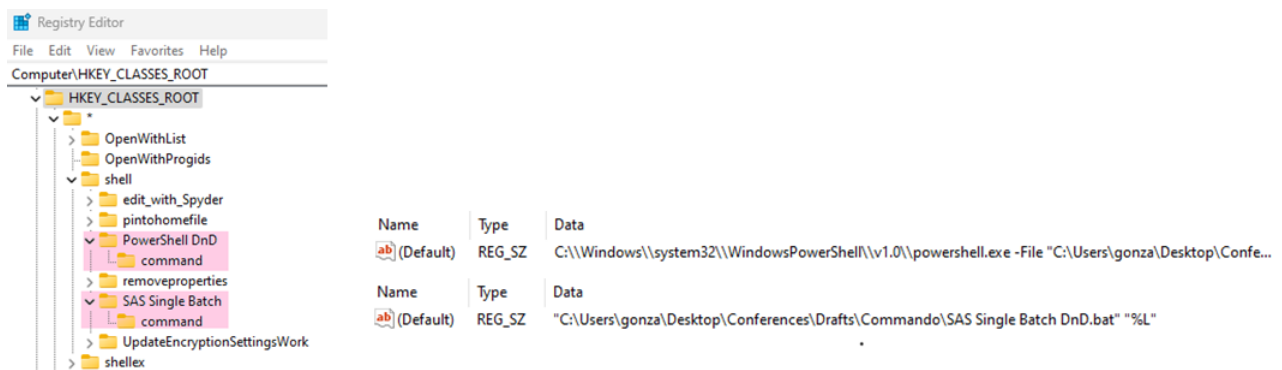 Registry Editor
File Edit View Favorites Help
Computer\HKEY_CLASSES_ROOT
HKEY_CLASSES_ROOT
*
OpenWithList
OpenWithProgids
shell
edit_with_Spyder
pintohomefile
PowerShell DnD
command
removeproperties
SAS Single Batch
command
UpdateEncryptionSettingsWork
shellex
Name Type Data
ab (Default) REG_SZ C:\\Windows\\system32\\WindowsPowerShell\\v1.0\\powershell.exe -File "C:\Users\gonza\Desktop\Confe...
Name Type Data
ab (Default) REG_SZ "C:\Users\gonza\Desktop\Conferences\Drafts\Commando\SAS Single Batch DnD.bat" "%L"